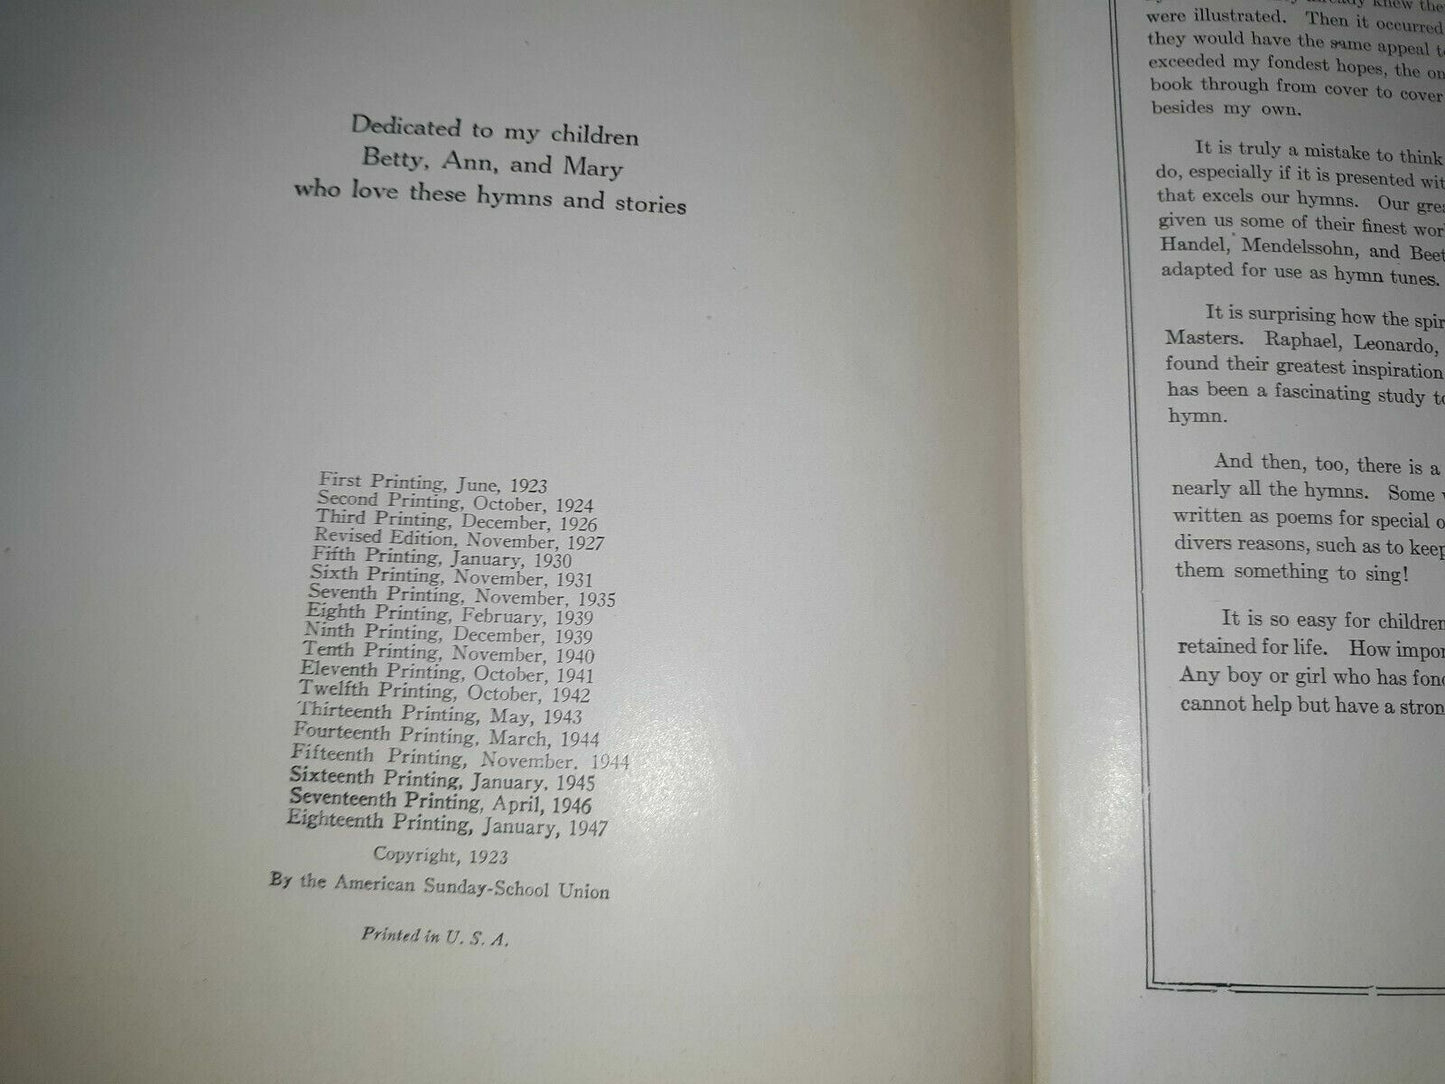 Dedicated to my children
Betty, Ann, and Mary
who love these hymns and stories
First Printing, June, 1923
Second Printing, October, 1924
Third Printing, December, 1926
Revised Edition, November, 1927
Fifth Printing, January, 1930
Sixth Printing, November, 1931
Seventh Printing, November, 1935
Eighth Printing, February, 1939
Ninth Printing, December, 1939
Tenth Printing, November, 1940
Eleventh Printing, October, 1941
Twelfth Printing, October, 1942
Thirteenth Printing, May, 1943
Fourteenth Printing, March, 1944
Fifteenth Printing, November. 1944
Sixteenth Printing, January, 1945
Seventeenth Printing, April, 1946
Eighteenth Printing, January, 1947
Copyright, 1923
By the American Sunday-School Union
Printed in U. S. A.
already knew the
were illustrated. Then it occurred
they would have the same appeal
exceeded my fondest hopes, the
book through from cover to cover
besides my own.
It is truly a mistake to think
do, especially if it is presented
that excels our hymns. Our
given us some of their finest
Handel, Mendelssohn, and
adapted for use as hymn tunes.
It is surprising how the
Masters. Raphael, Leonardo,
found their greatest inspiration
has been a fascinating study
hymn.
And then, too, there is a
nearly all the hymns. Some
written as poems for special
divers reasons, such as to keep
them something to sing!
It is so easy for children
retained for life. How
Any boy or girl who has
cannot help but have a